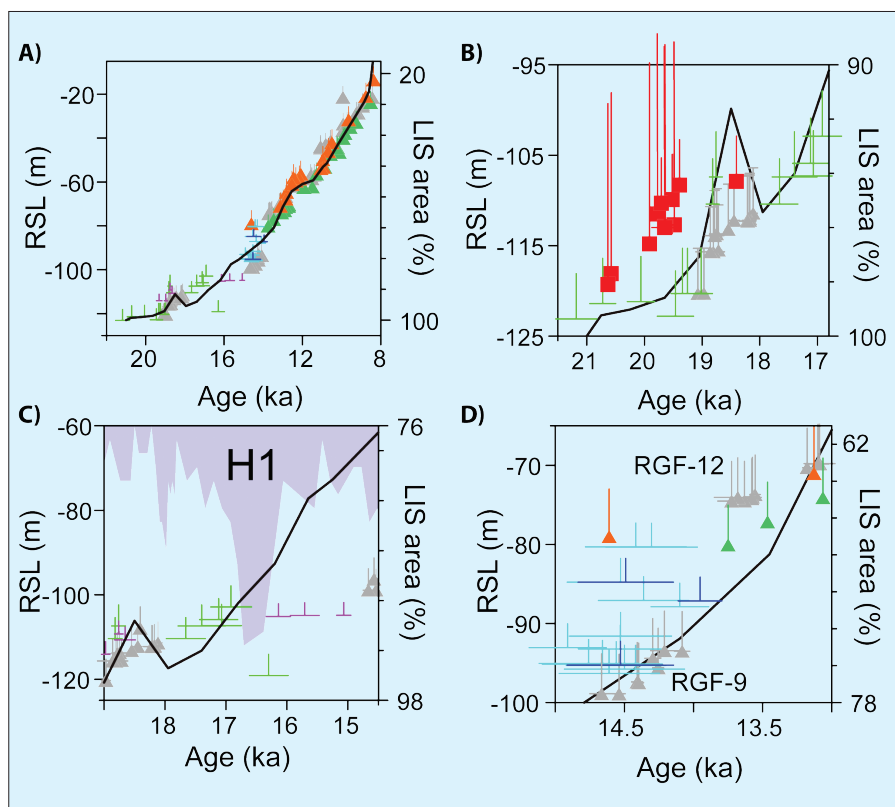 A)
RSL (m)
-20
-60
-100
20
100
LIS area (%)
20 16 12 8
Age (ka)
B)
RSL (m)
-95
-105
-115
-125
90
100
LIS area (%)
21 20 19 18 17
Age (ka)
C)
RSL (m)
-60
-80
-100
-120
H1
76
98
LIS area (%)
18 17 16 15
Age (ka)
D)
RSL (m)
-70
-80
-90
-100
RGF-12
RGF-9
62
78
LIS area (%)
14.5 13.5
Age (ka)